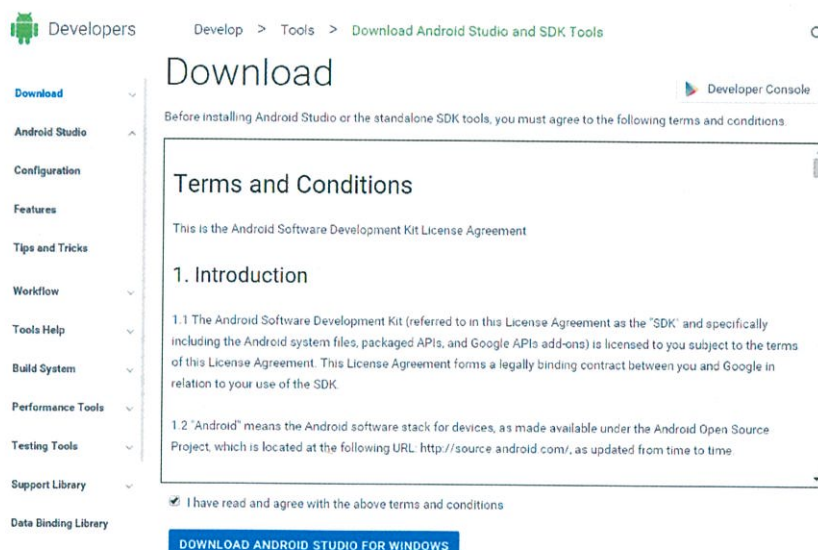 Developers
Develop > Tools > Download Android Studio and SDK Tools
Download
Developer Console
Before installing Android Studio or the standalone SDK tools, you must agree to the following terms and conditions.
Download
Android Studio
Configuration
Features
Tips and Tricks
Workflow
Tools Help
Build System
Performance Tools
Testing Tools
Support Library
Data Binding Library
Terms and Conditions
This is the Android Software Development Kit License Agreement
1. Introduction
1.1 The Android Software Development Kit (referred to in this License Agreement as the "SDK" and specifically
including the Android system files, packaged APIs, and Google APIs add-ons) is licensed to you subject to the terms
of this License Agreement. This License Agreement forms a legally binding contract between you and Google in
relation to your use of the SDK.
1.2 "Android" means the Android software stack for devices, as made available under the Android Open Source
Project, which is located at the following URL: http://source.android.com/, as updated from time to time.
I have read and agree with the above terms and conditions
DOWNLOAD ANDROID STUDIO FOR WINDOWS